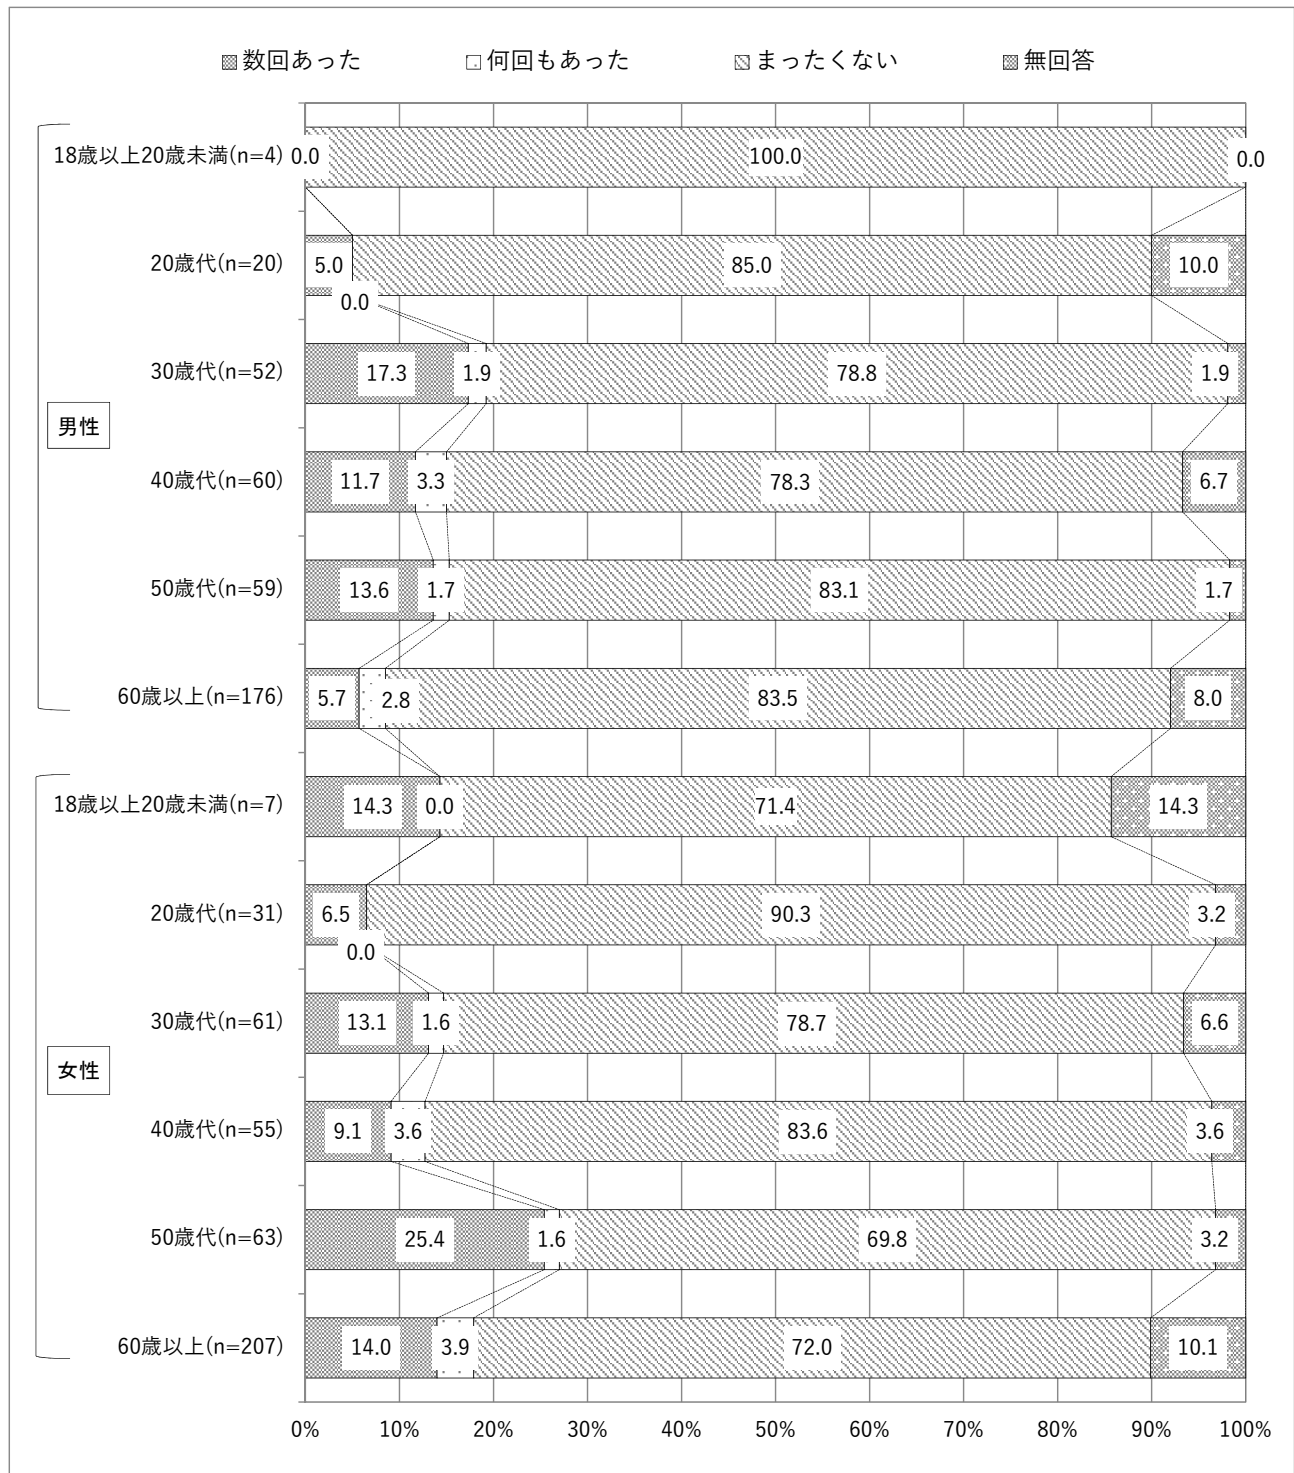 数回あった 何回もあった まったくない 無回答
男性
18歳以上20歳未満(n=4) 0.0 100.0 0.0
20歳代(n=20) 5.0 85.0 10.0
0.0
30歳代(n=52) 17.3 1.9 78.8 1.9
40歳代(n=60) 11.7 3.3 78.3 6.7
50歳代(n=59) 13.6 1.7 83.1 1.7
60歳以上(n=176) 5.7 2.8 83.5 8.0
女性
18歳以上20歳未満(n=7) 14.3 0.0 71.4 14.3
20歳代(n=31) 6.5 90.3 3.2
0.0
30歳代(n=61) 13.1 1.6 78.7 6.6
40歳代(n=55) 9.1 3.6 83.6 3.6
50歳代(n=63) 25.4 1.6 69.8 3.2
60歳以上(n=207) 14.0 3.9 72.0 10.1
0% 10% 20% 30% 40% 50% 60% 70% 80% 90% 100%